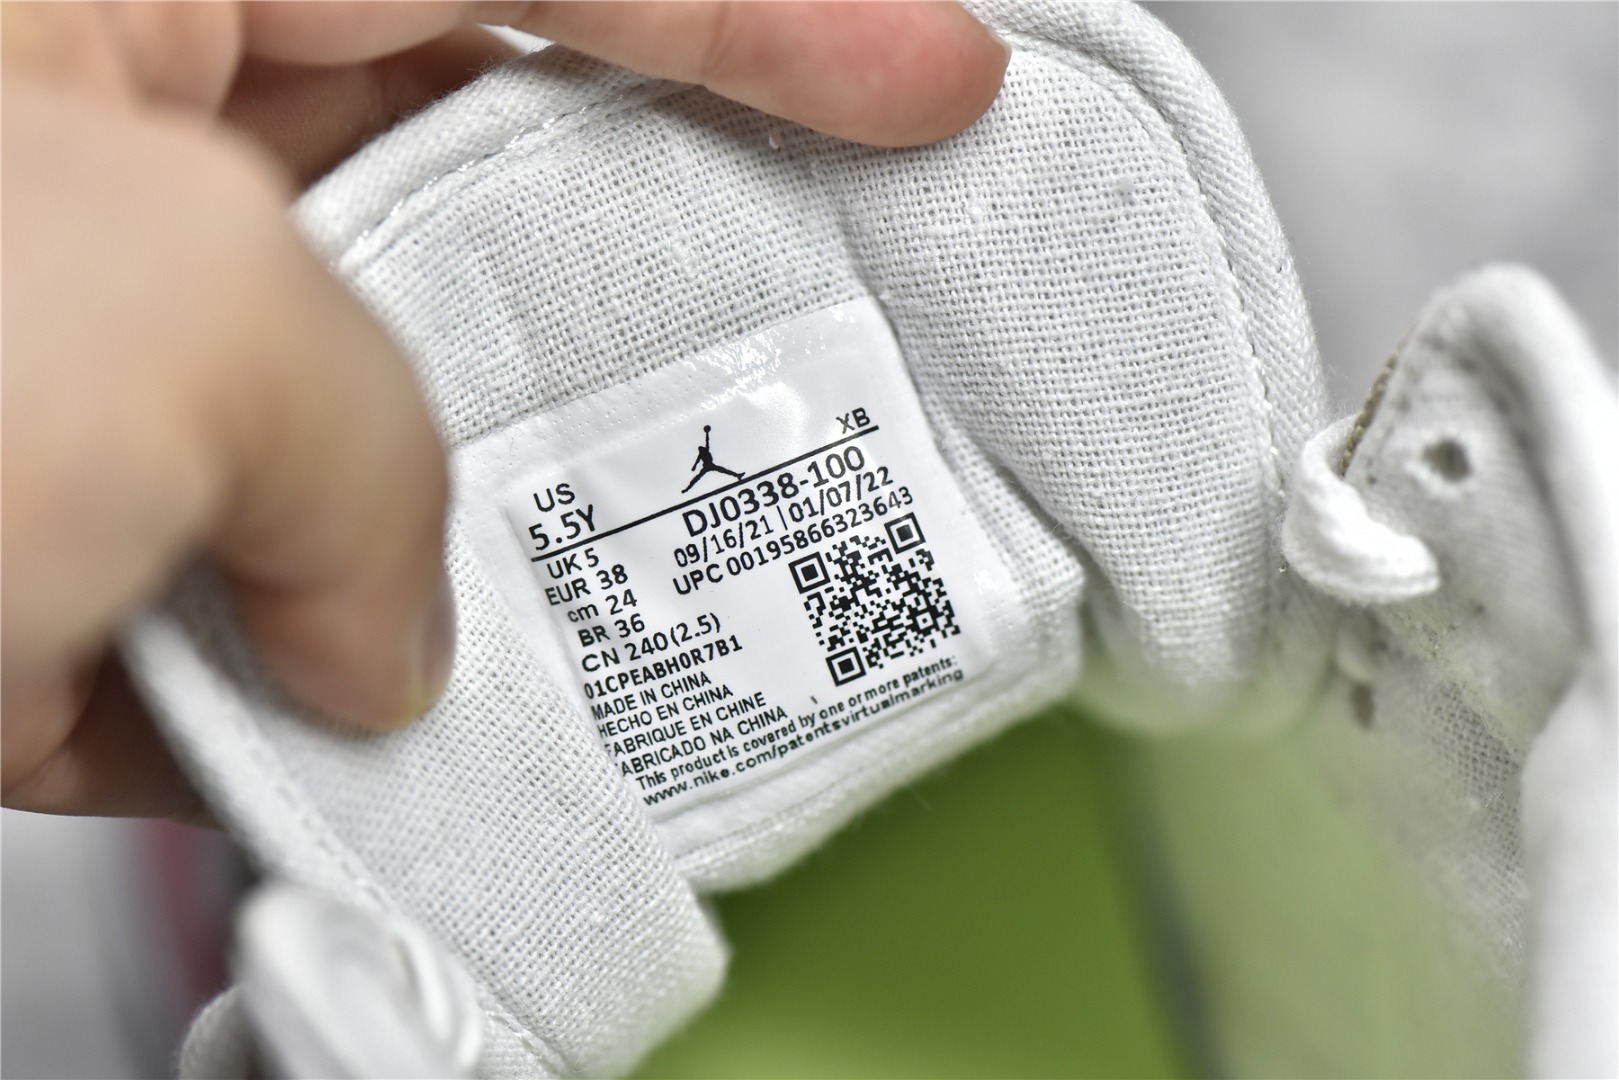 US
5.5Y
XB
DJ0338-100
09/16/21 | 01/07/22
UPC 00195866323643
UK 5
EUR 38
cm 24
BR 36
CN 240(2.5)
01CPEABH0R7B1
MADE IN CHINA
HECHO EN CHINA
FABRIQUE EN CHINE
FABRICADO NA CHINA
This product is covered by one or more patents:
www.nike.com/patentsvirtualmarking